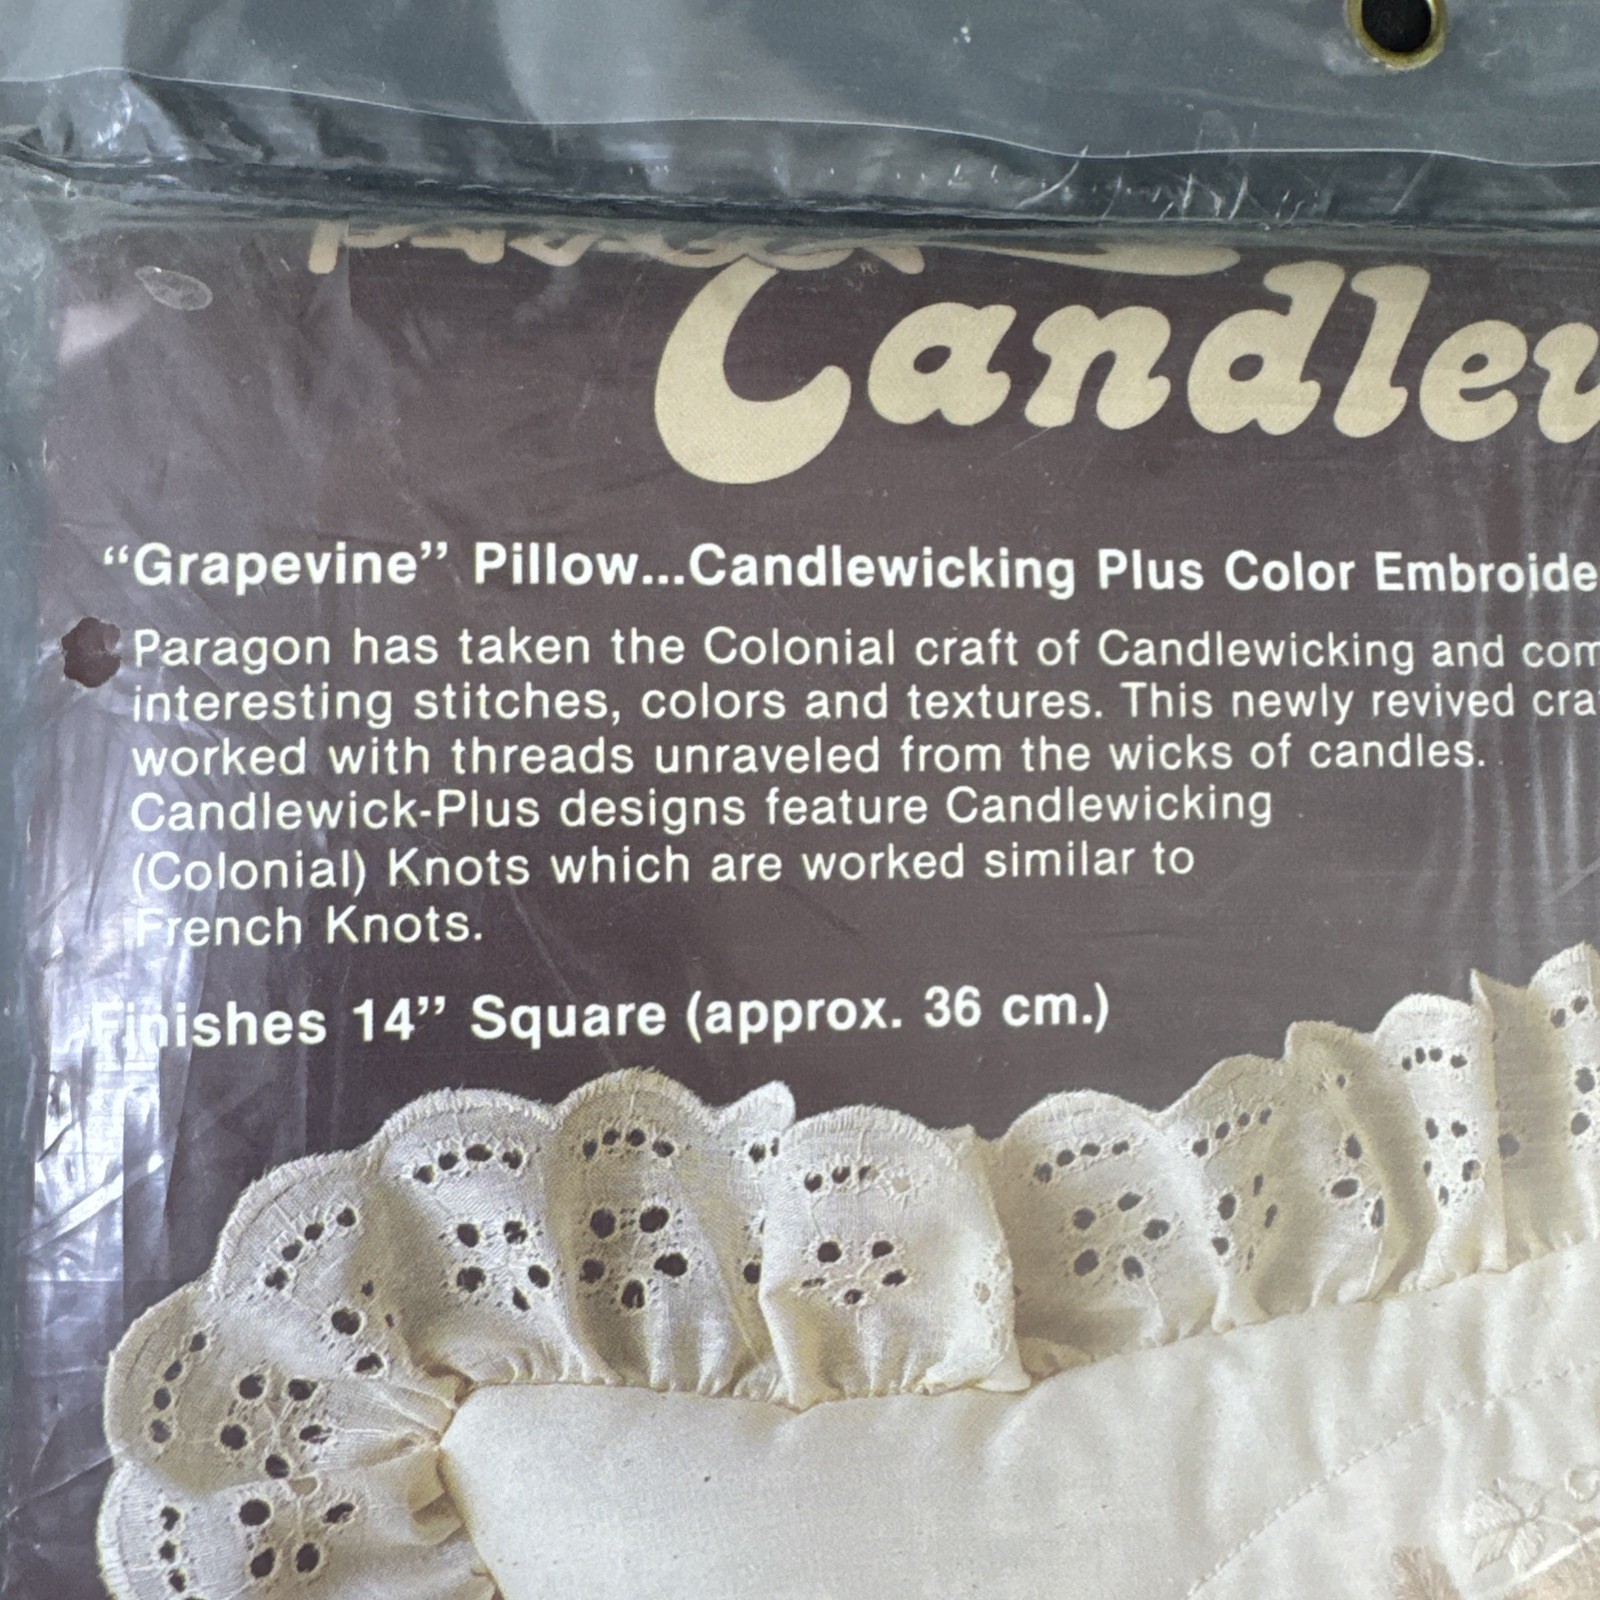 Candlew
“Grapevine” Pillow...Candlewicking Plus Color Embroide
Paragon has taken the Colonial craft of Candlewicking and com
interesting stitches, colors and textures. This newly revived cra
worked with threads unraveled from the wicks of candles.
Candlewick-Plus designs feature Candlewicking
(Colonial) Knots which are worked similar to
French Knots.
Finishes 14” Square (approx. 36 cm.)